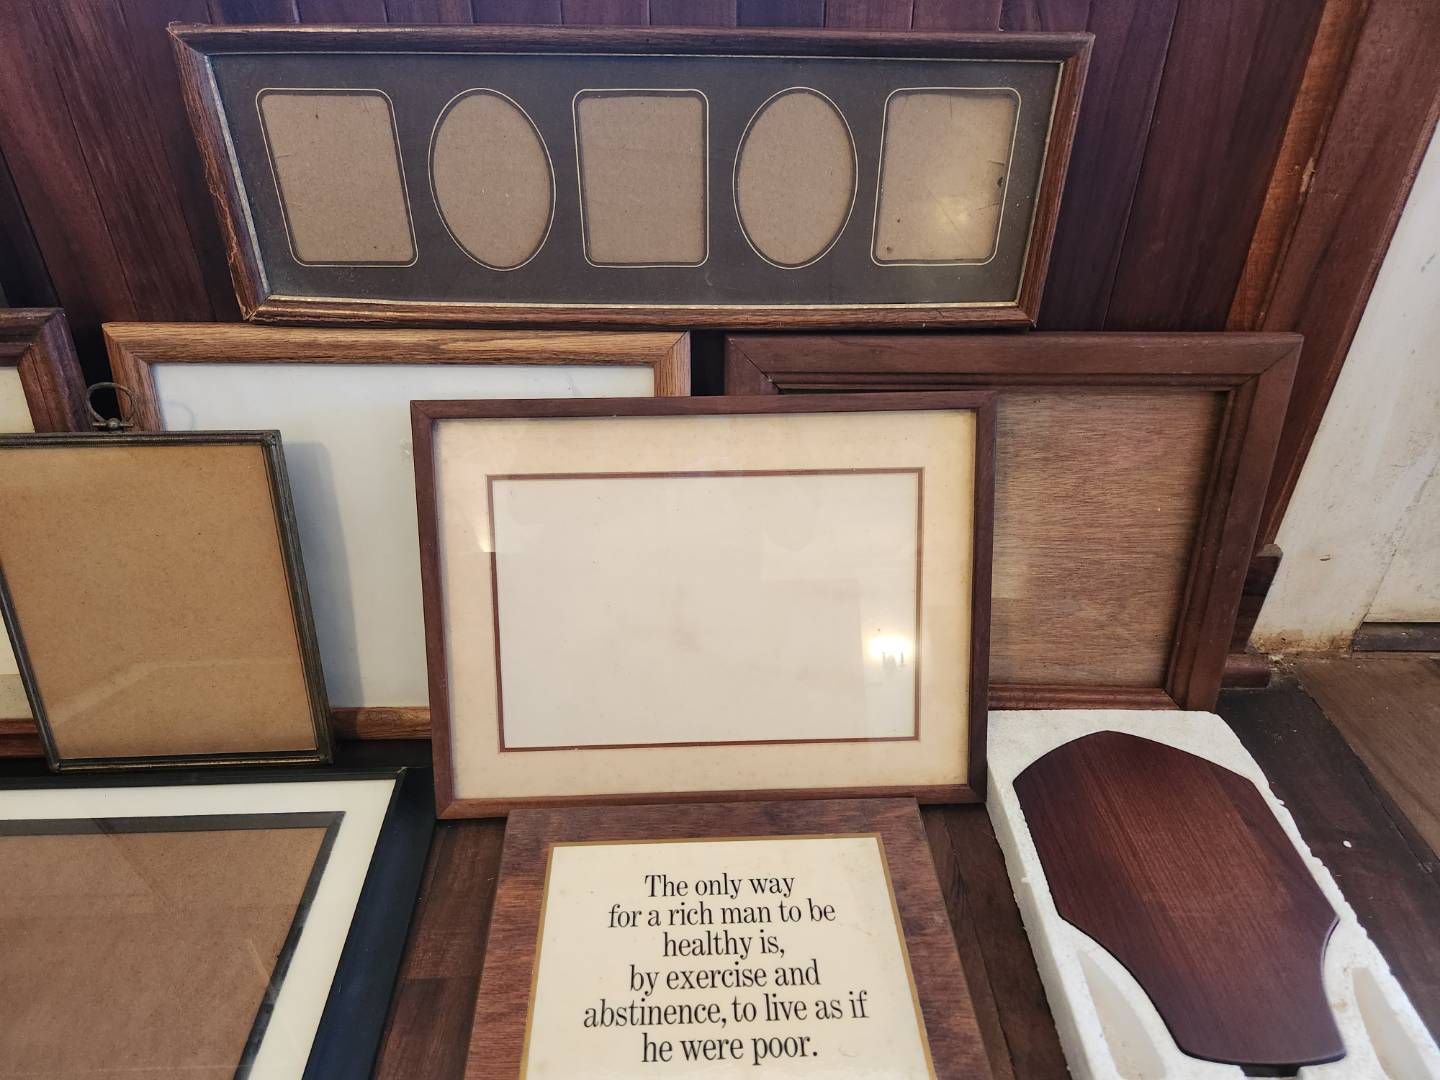 The only way
for a rich man to be
healthy is,
by exercise and
abstinence, to live as if
he were poor.